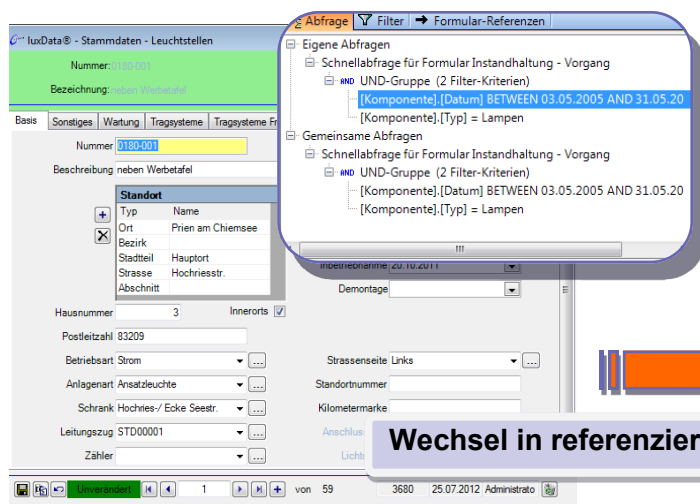 luxData® - Stammdaten - Leuchtstellen
Nummer: 0180-001
Bezeichnung: neben Werbetafel
Abfrage Filter Formular-Referenzen
Eigene Abfragen
Schnellabfrage für Formular Instandhaltung - Vorgang
AND UND-Gruppe (2 Filter-Kriterien)
[Komponente].[Datum] BETWEEN 03.05.2005 AND 31.05.20
[Komponente].[Typ] = Lampen
Gemeinsame Abfragen
Schnellabfrage für Formular Instandhaltung - Vorgang
AND UND-Gruppe (2 Filter-Kriterien)
[Komponente].[Datum] BETWEEN 03.05.2005 AND 31.05.20
[Komponente].[Typ] = Lampen
Basis Sonstiges Wartung Tragsysteme Tragsysteme Fr
Nummer 0180-001
Beschreibung neben Werbetafel
Standort
Typ Name
Ort Prien am Chiemsee
Bezirk
Stadtteil Hauptort
Strasse Hochriesstr.
Abschnitt
Inbetriebnahme 20.10.2011
Demontage
Hausnummer 3 Innerorts
Postleitzahl 83209
Betriebsart Strom ... Strassenseite Links ...
Anlagenart Ansatzleuchte ... Standortnummer
Schrank Hochries-/ Ecke Seestr. ... Kilometermarke
Leitungszug STD00001 ... Anschlus
Zähler ... Licht
Wechsel in referenzier
Unverändert 1 von 59 3680 25.07.2012 Administrato